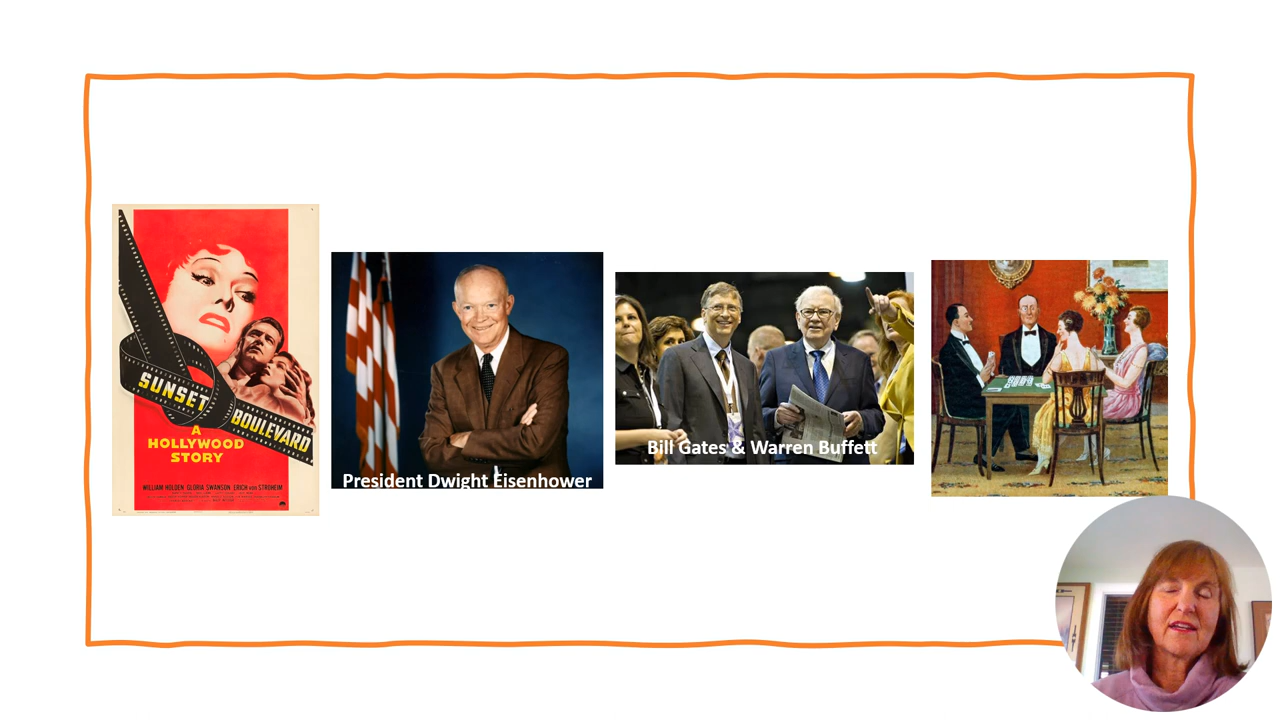 SUNSET
BOULEVARD
A
HOLLYWOOD
STORY
WILLIAM HOLDEN GLORIA SWANSON ERICH von STROHEIM
President Dwight Eisenhower
Bill Gates & Warren Buffett